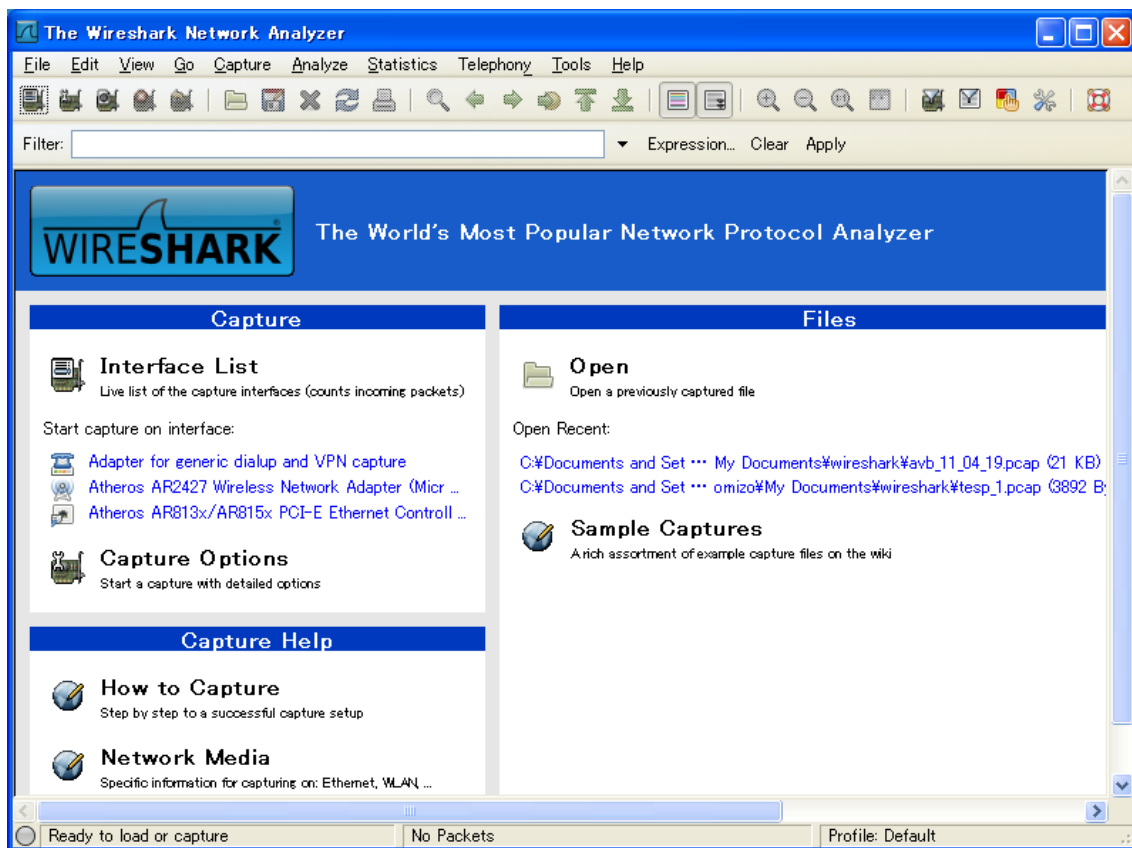 The Wireshark Network Analyzer
File Edit View Go Capture Analyze Statistics Telephony Tools Help
Filter: Expression... Clear Apply
WIRESHARK® The World's Most Popular Network Protocol Analyzer
Capture
Interface List
Live list of the capture interfaces (counts incoming packets)
Start capture on interface:
Adapter for generic dialup and VPN capture
Atheros AR2427 Wireless Network Adapter (Micr ...
Atheros AR813x/AR815x PCI-E Ethernet Controll ...
Capture Options
Start a capture with detailed options
Capture Help
How to Capture
Step by step to a successful capture setup
Network Media
Specific information for capturing on: Ethernet, WLAN, ...
Files
Open
Open a previously captured file
Open Recent:
C:¥Documents and Set ··· My Documents¥wireshark¥avb_11_04_19.pcap (21 KB)
C:¥Documents and Set ··· omizo¥My Documents¥wireshark¥tesp_1.pcap (3892 By
Sample Captures
A rich assortment of example capture files on the wiki
Ready to load or capture No Packets Profile: Default